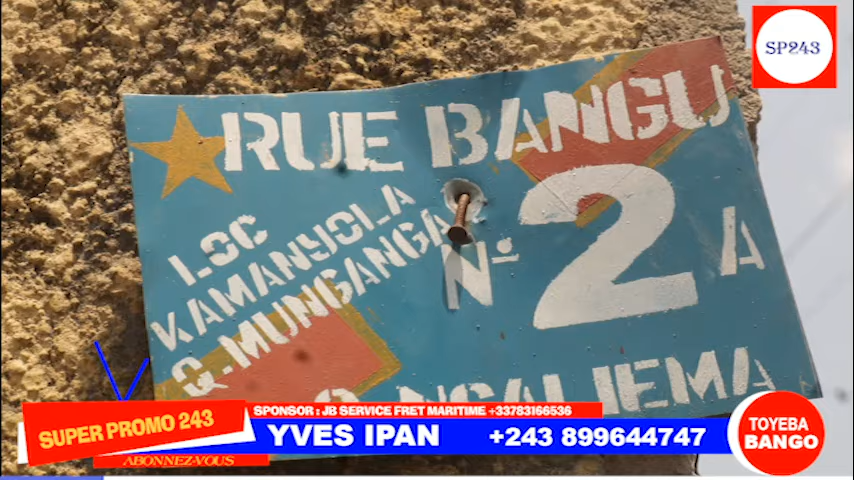 SP243
RUE BANGU
LOC
KAMANYOLA
Q.MUNGANGA
Nº 2 A
NGALIEMA
SPONSOR : JB SERVICE FRET MARITIME +33783166536
SUPER PROMO 243
YVES IPAN +243 899644747
ABONNEZ-VOUS
TOYEBA
BANGO